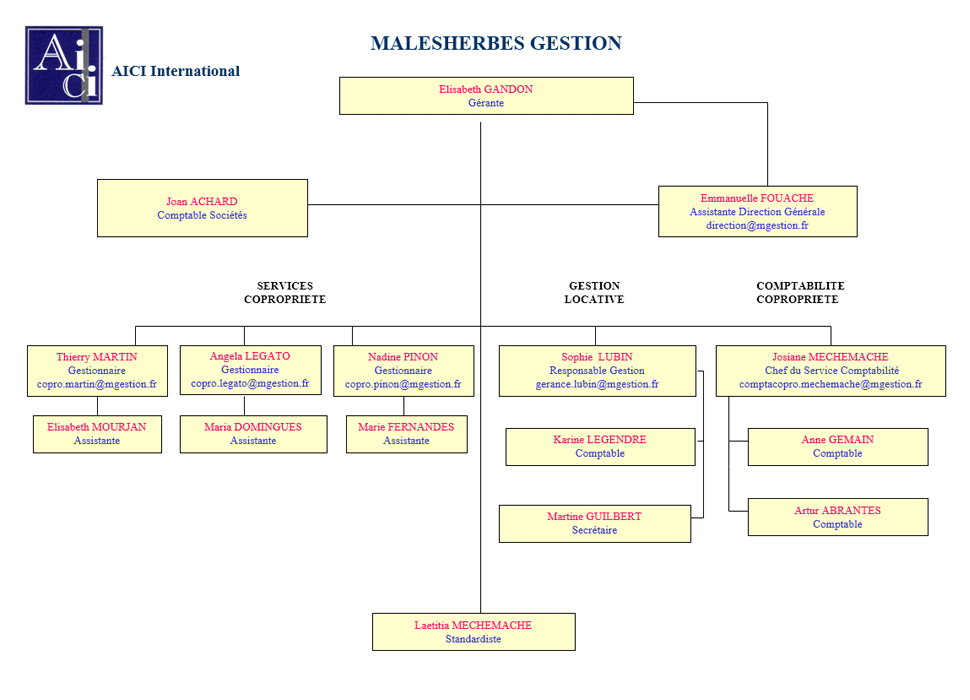 MALESHERBES GESTION
AiCi
AICI International
Elisabeth GANDON
Gérante
Joan ACHARD
Comptable Sociétés
Emmanuelle FOUACHE
Assistante Direction Générale
direction@mgestion.fr
SERVICES
COPROPRIETE
GESTION
LOCATIVE
COMPTABILITE
COPROPRIETE
Thierry MARTIN
Gestionnaire
copro.martin@mgestion.fr
Angela LEGATO
Gestionnaire
copro.legato@mgestion.fr
Nadine PINON
Gestionnaire
copro.pinon@mgestion.fr
Sophie LUBIN
Responsable Gestion
gerance.lubin@mgestion.fr
Josiane MECHEMACHE
Chef du Service Comptabilité
comptacopro.mechemache@mgestion.fr
Elisabeth MOURJAN
Assistante
Maria DOMINGUES
Assistante
Marie FERNANDES
Assistante
Karine LEGENDRE
Comptable
Anne GEMAIN
Comptable
Martine GUILBERT
Secrétaire
Artur ABRANTES
Comptable
Laetitia MECHEMACHE
Standardiste